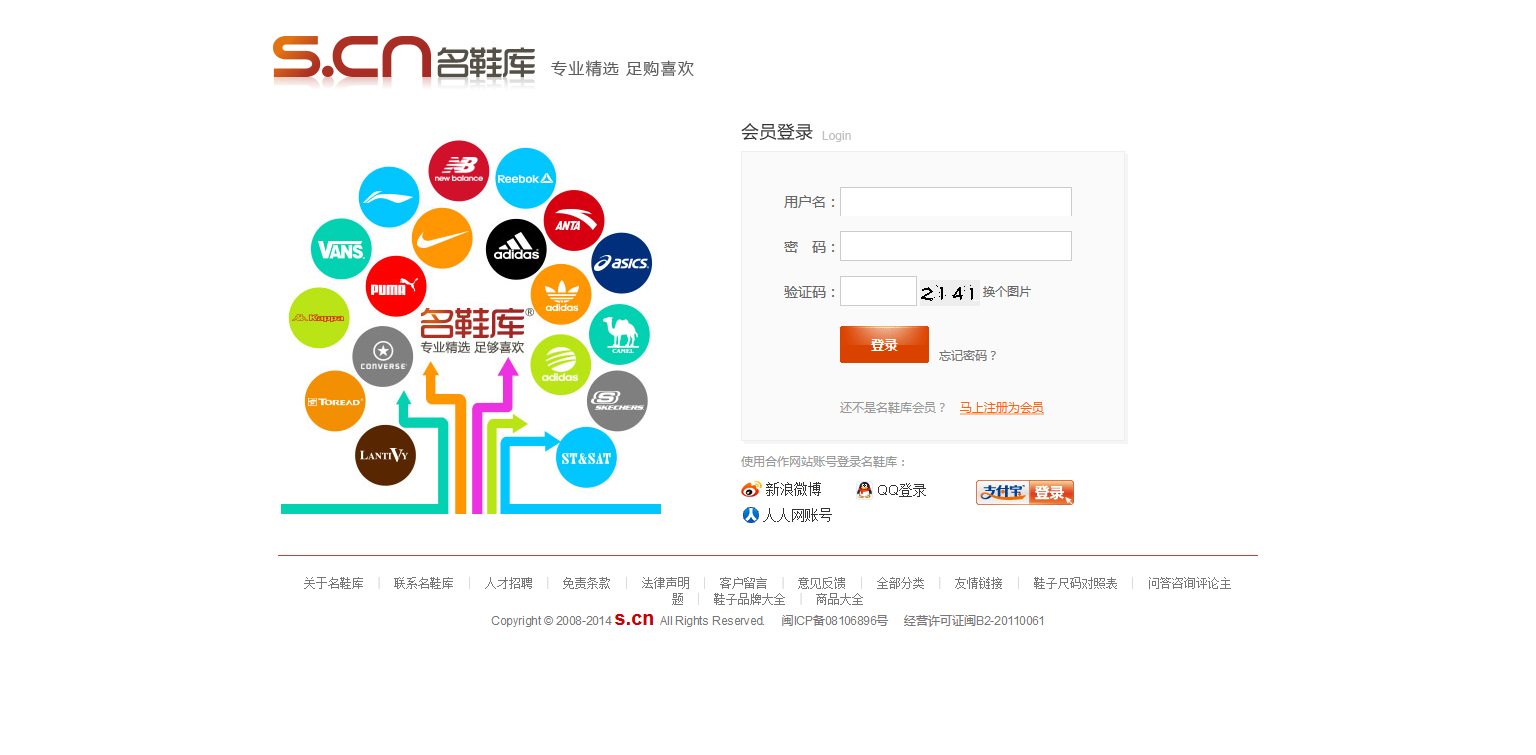 s.cn 名鞋库 专业精选 足购喜欢
会员登录 Login
new balance
Reebok
ANTA
VANS
adidas
asics
PUMA
adidas
Kappa
名鞋库®
专业精选 足够喜欢
CAMEL
CONVERSE
adidas
TOREAD
SKECHERS
LANTIVY
ST&SAT
用户名：
密 码：
验证码： 2141 换个图片
登录 忘记密码？
还不是名鞋库会员？ 马上注册为会员
使用合作网站账号登录名鞋库：
新浪微博 QQ登录 支付宝 登录
人人网账号
关于名鞋库 | 联系名鞋库 | 人才招聘 | 免责条款 | 法律声明 | 客户留言 | 意见反馈 | 全部分类 | 友情链接 | 鞋子尺码对照表 | 问答咨询评论主
题 | 鞋子品牌大全 | 商品大全
Copyright © 2008-2014 s.cn All Rights Reserved. 闽ICP备08106896号 经营许可证闽B2-20110061